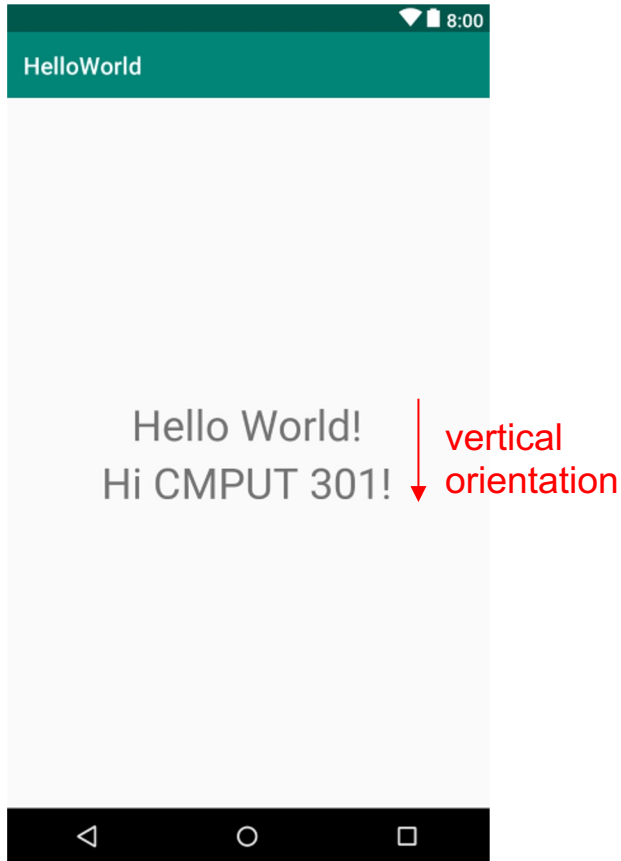 8:00
HelloWorld
Hello World!
Hi CMPUT 301!
vertical
orientation